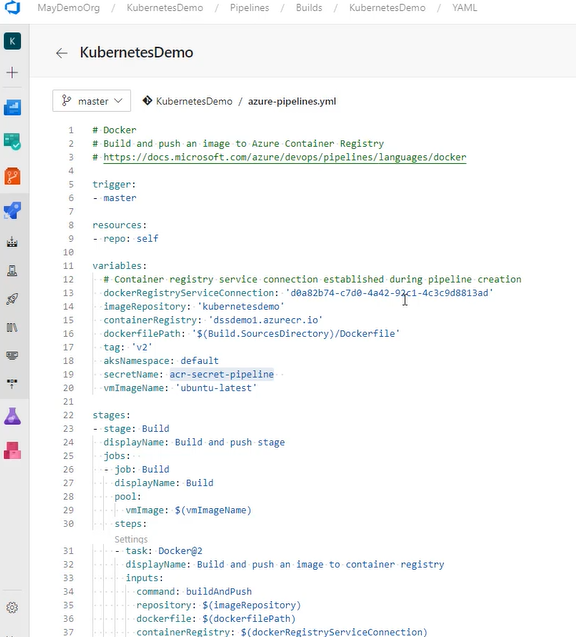 MayDemoOrg / KubernetesDemo / Pipelines / Builds / KubernetesDemo / YAML
K
← KubernetesDemo
master KubernetesDemo / azure-pipelines.yml
1 # Docker
2 # Build and push an image to Azure Container Registry
3 # https://docs.microsoft.com/azure/devops/pipelines/languages/docker
4
5 trigger:
6 - master
7
8 resources:
9 - repo: self
10
11 variables:
12 # Container registry service connection established during pipeline creation
13 dockerRegistryServiceConnection: 'd0a82b74-c7d0-4a42-92c1-4c3c9d8813ad'
14 imageRepository: 'kubernetesdemo'
15 containerRegistry: 'dssdemo1.azurecr.io'
16 dockerfilePath: '$(Build.SourcesDirectory)/Dockerfile'
17 tag: 'v2'
18 aksNamespace: default
19 secretName: acr-secret-pipeline
20 vmImageName: 'ubuntu-latest'
21
22 stages:
23 - stage: Build
24 displayName: Build and push stage
25 jobs:
26 - job: Build
27 displayName: Build
28 pool:
29 vmImage: $(vmImageName)
30 steps:
Settings
31 - task: Docker@2
32 displayName: Build and push an image to container registry
33 inputs:
34 command: buildAndPush
35 repository: $(imageRepository)
36 dockerfile: $(dockerfilePath)
37 containerRegistry: $(dockerRegistryServiceConnection)